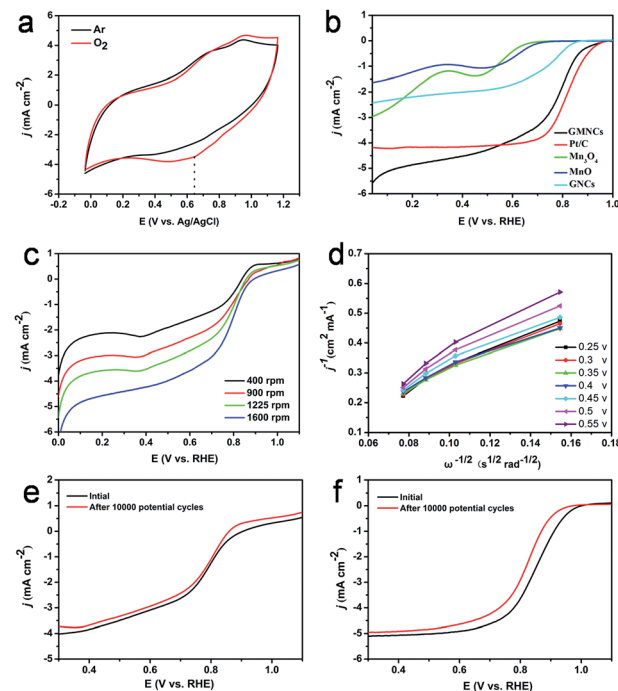 a
Ar
O2
6
4
2
0
-2
-4
-6
j (mA cm-2)
-0.2 0.0 0.2 0.4 0.6 0.8 1.0 1.2
E (V vs. Ag/AgCl)
b
2
1
0
-1
-2
-3
-4
-5
-6
j (mA cm-2)
GMNCs
Pt/C
Mn3O4
MnO
GNCs
0.2 0.4 0.6 0.8 1.0
E (V vs. RHE)
c
2
1
0
-1
-2
-3
-4
-5
-6
j (mA cm-2)
400 rpm
900 rpm
1225 rpm
1600 rpm
0.0 0.2 0.4 0.6 0.8 1.0
E (V vs. RHE)
d
0.7
0.6
0.5
0.4
0.3
0.2
0.1
j-1(cm2 mA-1)
0.25 v
0.3 v
0.35 v
0.4 v
0.45 v
0.5 v
0.55 v
0.06 0.08 0.10 0.12 0.14 0.16 0.18
ω-1/2 (s1/2 rad-1/2)
e
Intial
After 10000 potential cycles
2
1
0
-1
-2
-3
-4
-5
j (mA cm-2)
0.4 0.6 0.8 1.0
E (V vs. RHE)
f
Intial
After 10000 potential cycles
1
0
-1
-2
-3
-4
-5
j (mA cm-2)
0.4 0.6 0.8 1.0
E (V vs. RHE)